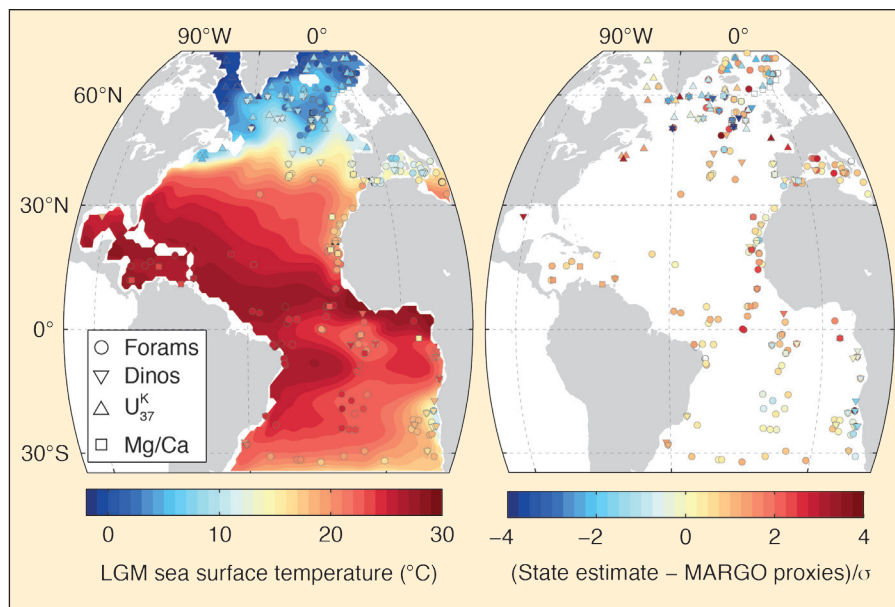 90°W 0°
60°N
30°N
0°
30°S
Forams
Dinos
U37K
Mg/Ca
0 10 20 30
LGM sea surface temperature (°C)
90°W 0°
−4 −2 0 2 4
(State estimate – MARGO proxies)/σ